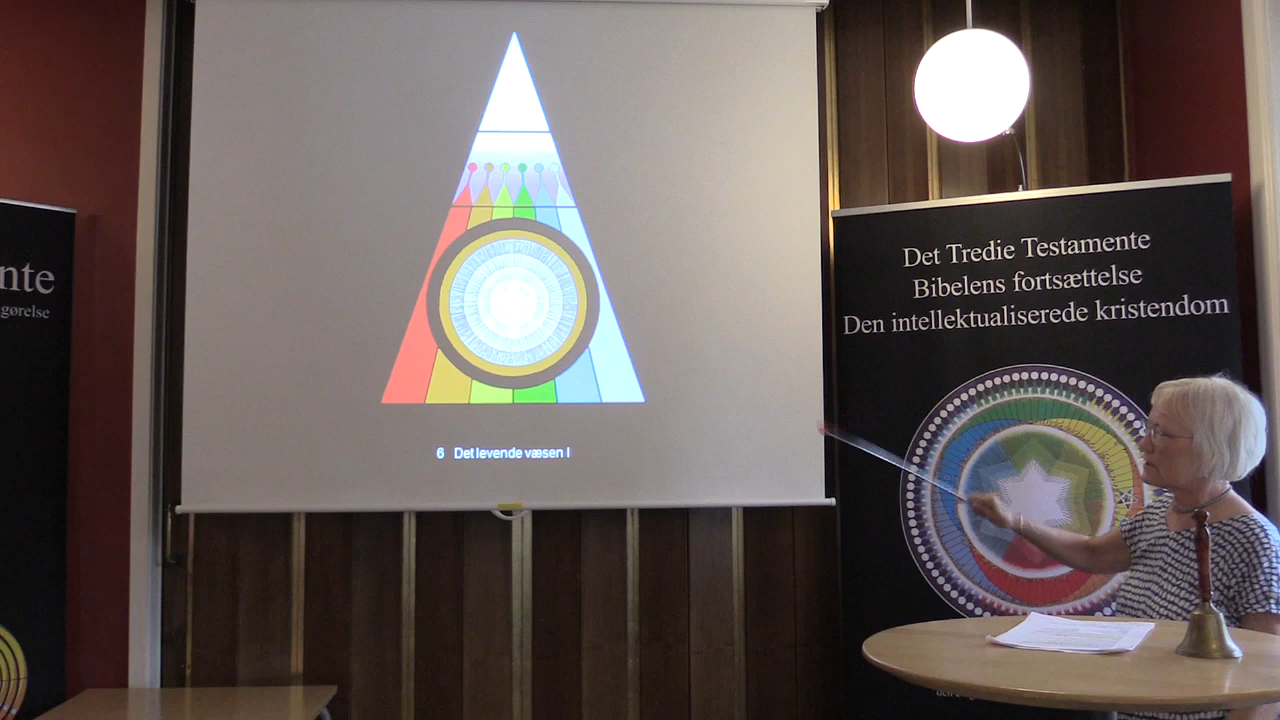 nte
gørelse
6 Det levende væsen I
Det Tredie Testamente
Bibelens fortsættelse
Den intellektualiserede kristendom